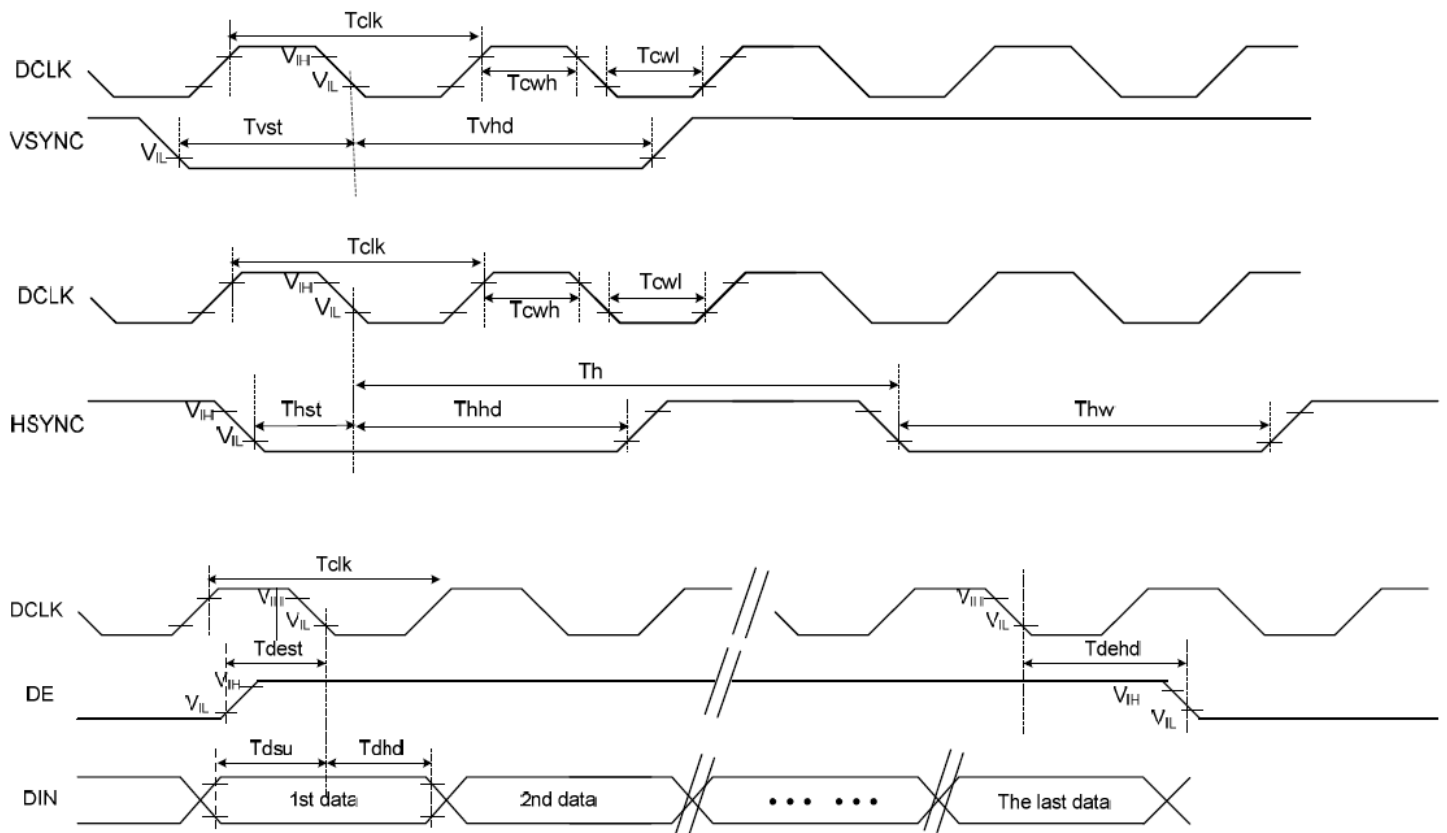 Tclk
DCLK
VIH
VIL
Tcwh
Tcwl
VSYNC
VIL
Tvst
Tvhd
Tclk
DCLK
VIH
VIL
Tcwh
Tcwl
Th
HSYNC
VIH
VIL
Thst
Thhd
Thw
Tclk
DCLK
VIH
VIL
VIH
VIL
Tdest
Tdehd
DE
VIH
VIL
VIH
VIL
Tdsu
Tdhd
DIN
1st data
2nd data
••• •••
The last data